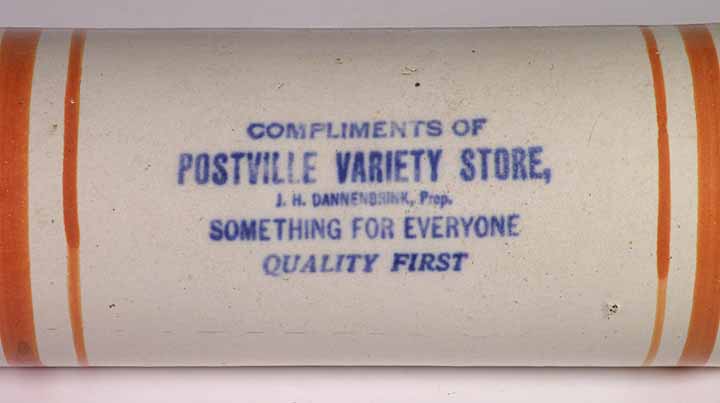 COMPLIMENTS OF
POSTVILLE VARIETY STORE,
J. H. DANNENBRINK, Prop.
SOMETHING FOR EVERYONE
QUALITY FIRST